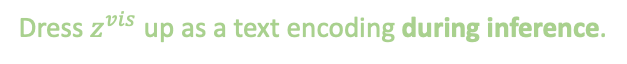 Dress z^{vis} up as a text encoding during inference.